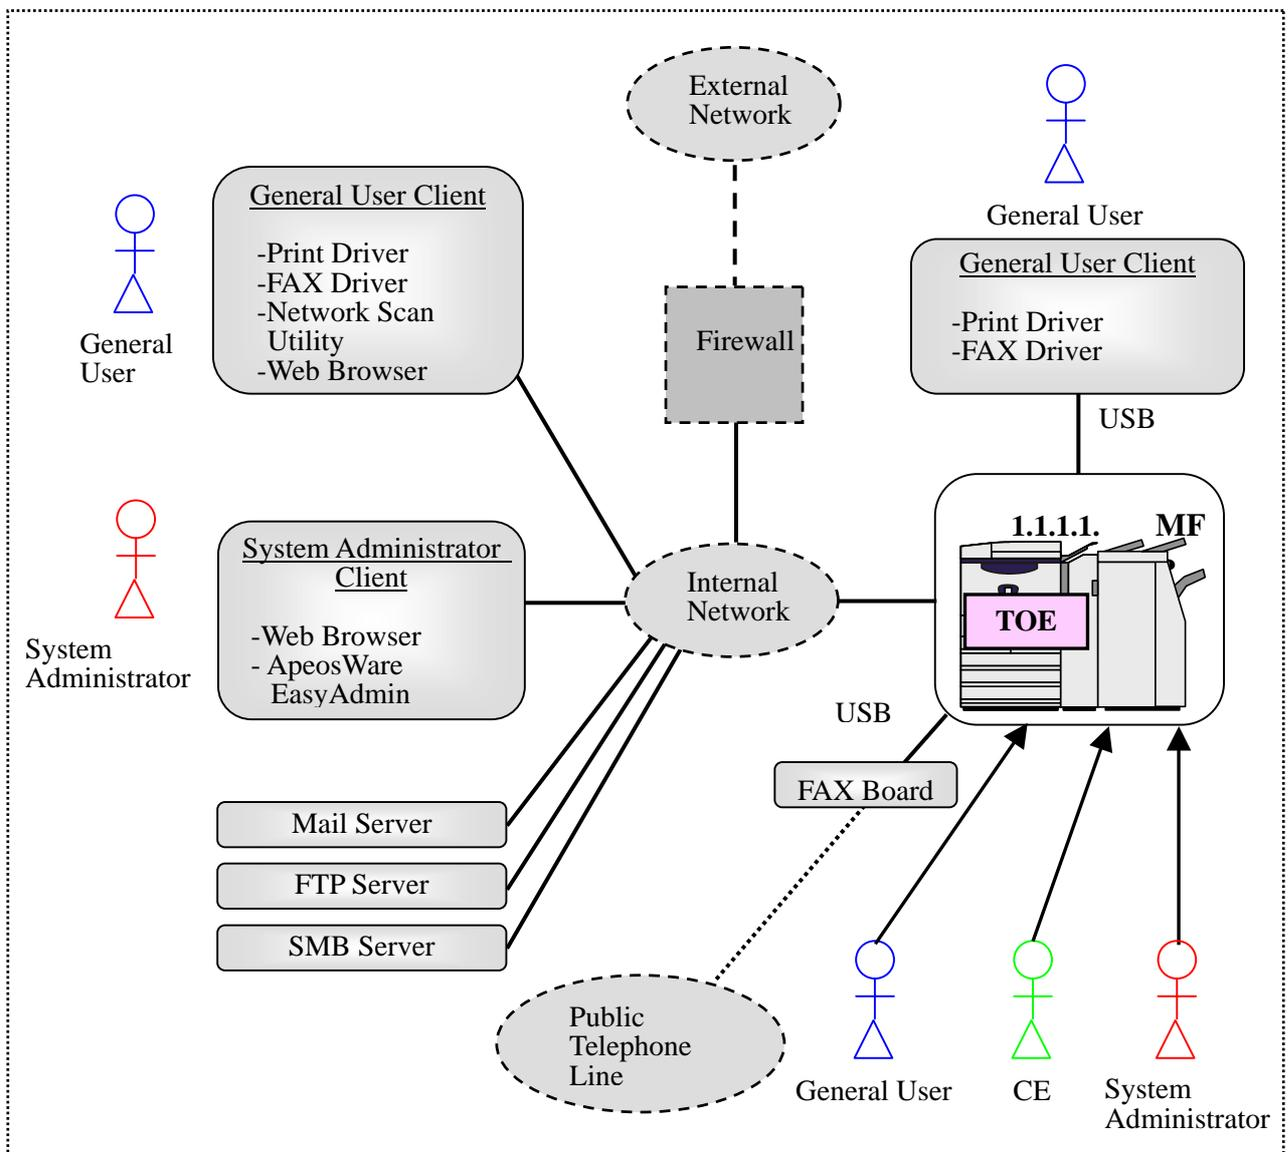 External
Network
General User
General User Client
-Print Driver
-FAX Driver
-Network Scan
Utility
-Web Browser
General
User
Firewall
General User Client
-Print Driver
-FAX Driver
USB
System Administrator
Client
-Web Browser
- ApeosWare
EasyAdmin
System
Administrator
Internal
Network
1.1.1.1.
MF
TOE
USB
FAX Board
Mail Server
FTP Server
SMB Server
Public
Telephone
Line
General User
CE
System
Administrator